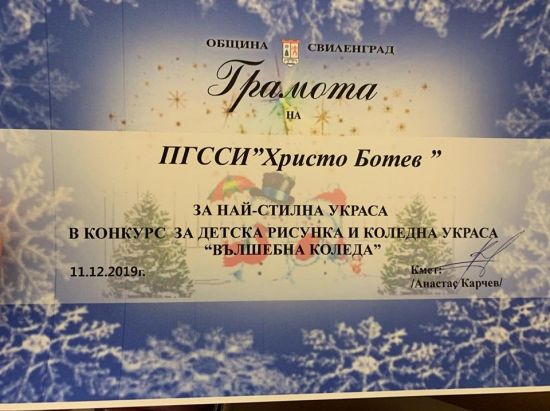 ОБЩИНА СВИЛЕНГРАД
Грамота
НА
ПГССИ”Христо Ботев ”
ЗА НАЙ-СТИЛНА УКРАСА
В КОНКУРС ЗА ДЕТСКА РИСУНКА И КОЛЕДНА УКРАСА
“ВЪЛШЕБНА КОЛЕДА”
11.12.2019г.
Кмет:
/Анастас Карчев/